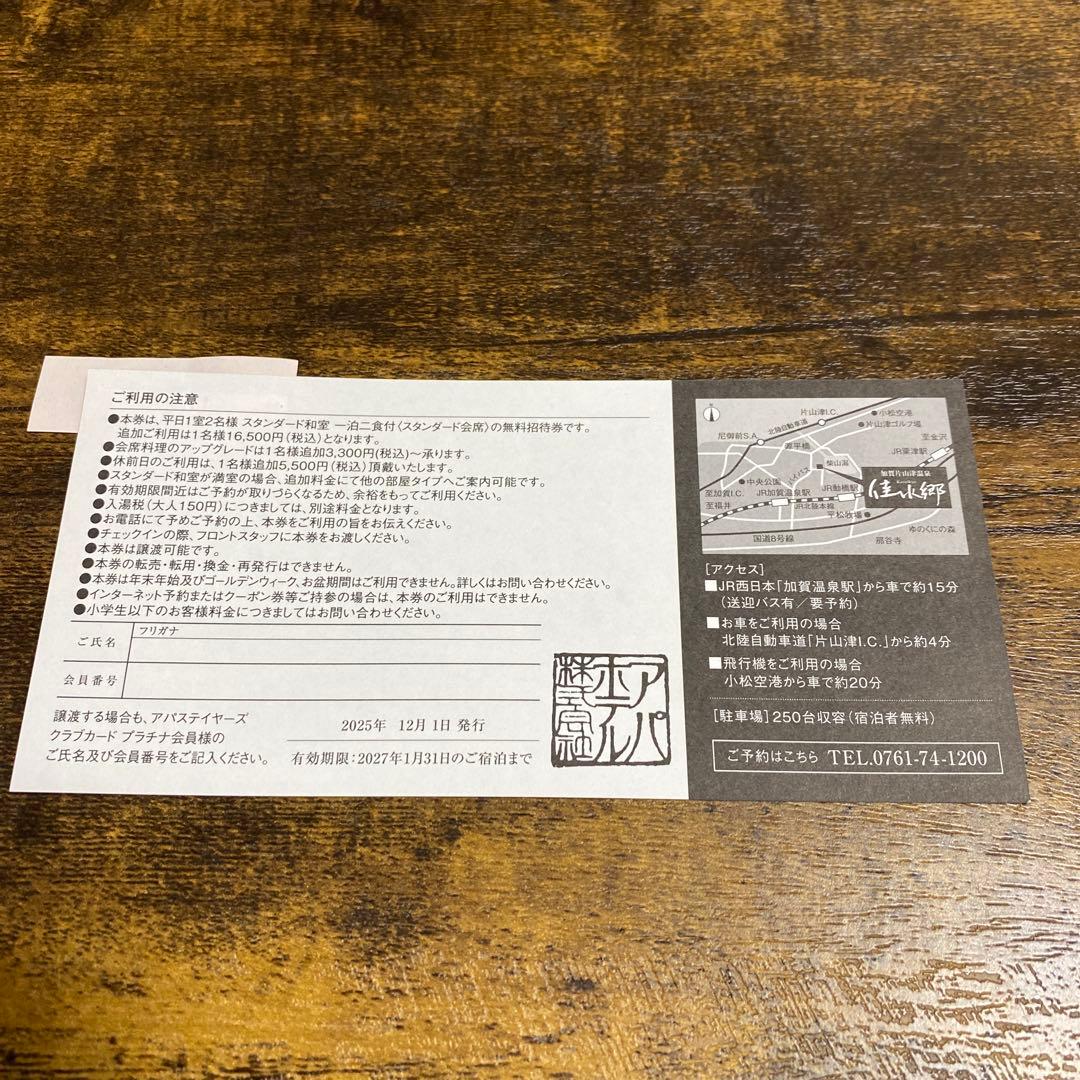 ご利用の注意
●本券は、平日1室2名様 スタンダード和室 一泊二食付〈スタンダード会席〉の無料招待券です。
追加ご利用は1名様16,500円(税込)となります。
●会席料理のアップグレードは1名様追加3,300円(税込)〜承ります。
●休前日のご利用は、1名様追加5,500円(税込)頂戴いたします。
●スタンダード和室が満室の場合、追加料金にて他の部屋タイプへご案内可能です。
●有効期限間近はご予約が取りづらくなるため、余裕をもってご利用ください。
●入湯税(大人150円)につきましては、別途料金となります。
●お電話にて予めご予約の上、本券をご利用の旨をお伝えください。
●チェックインの際、フロントスタッフに本券をお渡しください。
●本券は譲渡可能です。
●本券の転売・転用・換金・再発行はできません。
●本券は年末年始及びゴールデンウィーク、お盆期間はご利用できません。詳しくはお問い合わせください。
●インターネット予約またはクーポン券等ご持参の場合は、本券のご利用はできません。
●小学生以下のお客様料金につきましてはお問い合わせください。
ご氏名
フリガナ
会員番号
譲渡する場合も、アパステイヤーズ
クラブカード プラチナ会員様の
ご氏名及び会員番号をご記入ください。
2025年 12月 1日 発行
有効期限:2027年1月31日のご宿泊まで
アパ
ホテル
株式会社
片山津I.C.
小松空港
片山津ゴルフ場
北陸自動車道
尼御前S.A
源平橋
至金沢
JR粟津駅
柴山潟
バイパス
中央公園
加賀片山津温泉
佳水郷
至加賀I.C.
JR加賀温泉駅
JR動橋駅
至福井
JR北陸本線
平松牧場
ゆのくにの森
国道8号線
那谷寺
[アクセス]
■JR西日本「加賀温泉駅」から車で約15分
(送迎バス有/要予約)
■お車をご利用の場合
北陸自動車道「片山津I.C.」から約4分
■飛行機をご利用の場合
小松空港から車で約20分
[駐車場]250台収容(宿泊者無料)
ご予約はこちら TEL.0761-74-1200